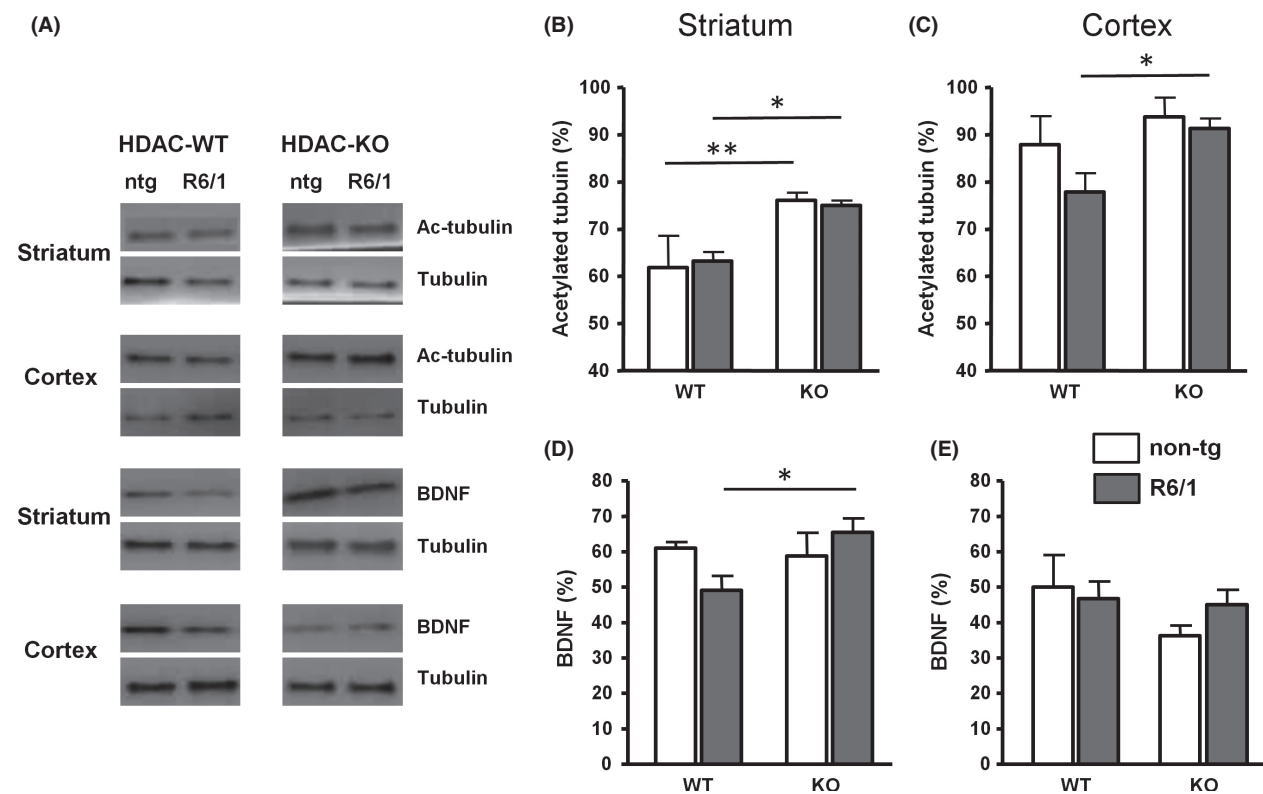 (A)
HDAC-WT HDAC-KO
ntg R6/1 ntg R6/1
Striatum
Ac-tubulin
Tubulin
Cortex
Ac-tubulin
Tubulin
Striatum
BDNF
Tubulin
Cortex
BDNF
Tubulin
(B) Striatum
*
**
Acetylated tubuin (%)
100
90
80
70
60
50
40
WT KO
(C) Cortex
*
Acetylated tubuin (%)
100
90
80
70
60
50
40
WT KO
(D)
*
BDNF (%)
80
70
60
50
40
30
20
10
0
WT KO
(E)
non-tg
R6/1
BDNF (%)
80
70
60
50
40
30
20
10
0
WT KO